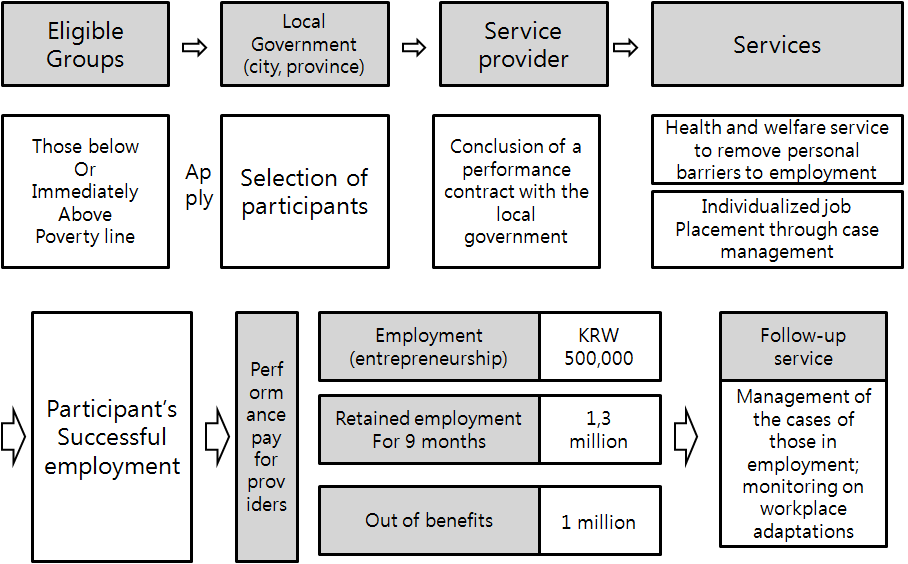 Eligible
Groups
Local
Government
(city, province)
Service
provider
Services
Those below
Or
Immediately
Above
Poverty line
Ap
ply
Selection of
participants
Conclusion of a
performance
contract with the
local
government
Health and welfare service
to remove personal
barriers to employment
Individualized job
Placement through case
management
Participant's
Successful
employment
Perf
orm
ance
pay
for
prov
iders
Employment
(entrepreneurship)
KRW
500,000
Retained employment
For 9 months
1,3
million
Out of benefits
1 million
Follow-up
service
Management of
the cases of
those in
employment;
monitoring on
workplace
adaptations